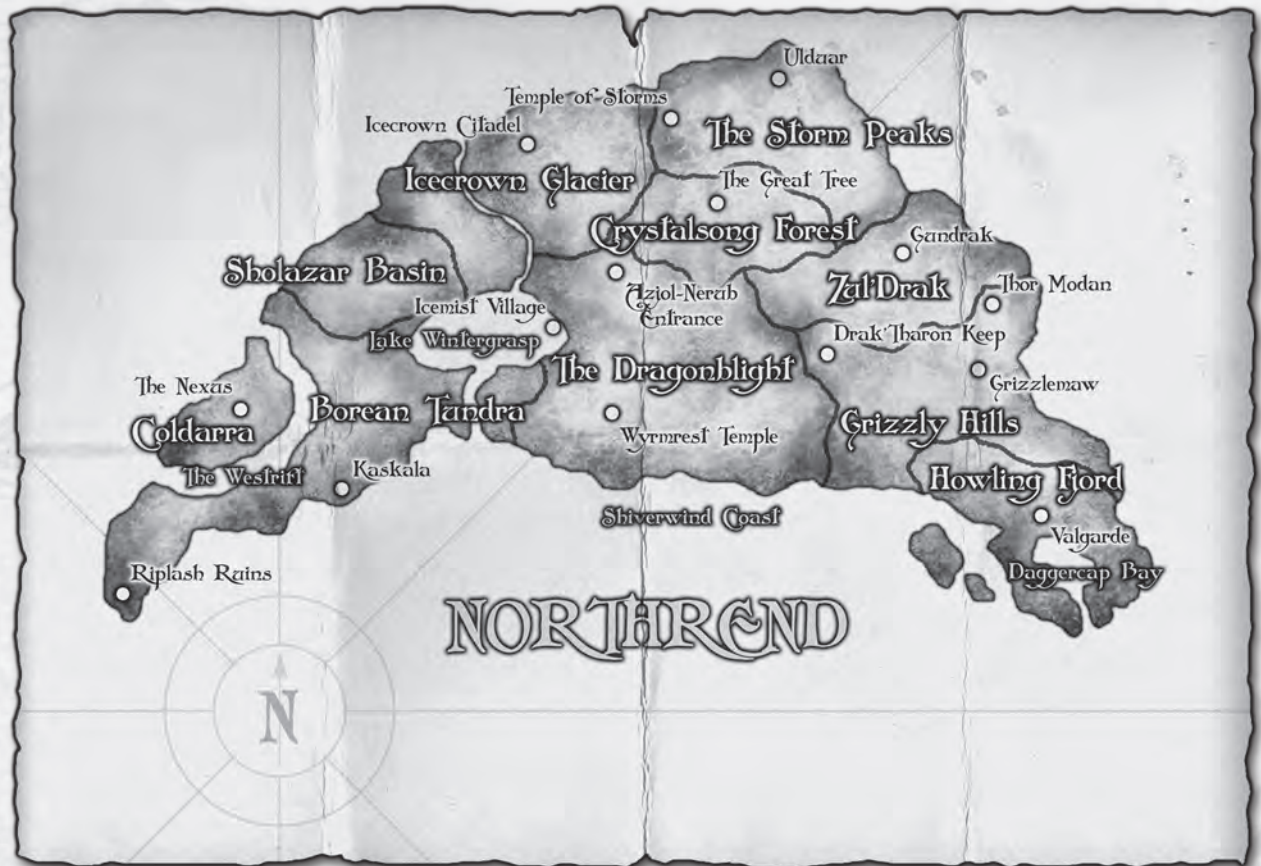 Ulduar
Temple of Storms
Icecrown Citadel
The Storm Peaks
Icecrown Glacier
The Great Tree
Crystalsong Forest
Gundrak
Sholazar Basin
Azjol-Nerub
Entrance
Zul'Drak
Thor Modan
Icemist Village
Lake Wintergrasp
Drak'Tharon Keep
The Dragonblight
Grizzlemaw
The Nexus
Coldarra
Borean Tundra
Grizzly Hills
Wyrmrest Temple
The Westrift
Kaskala
Howling Fjord
Shiverwind Coast
Valgarde
Daggercap Bay
Riplash Ruins
NORTHREND
N